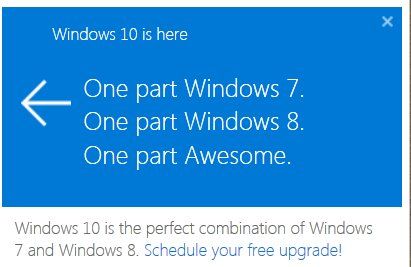 Windows 10 is here
One part Windows 7.
One part Windows 8.
One part Awesome.
Windows 10 is the perfect combination of Windows
7 and Windows 8. Schedule your free upgrade!